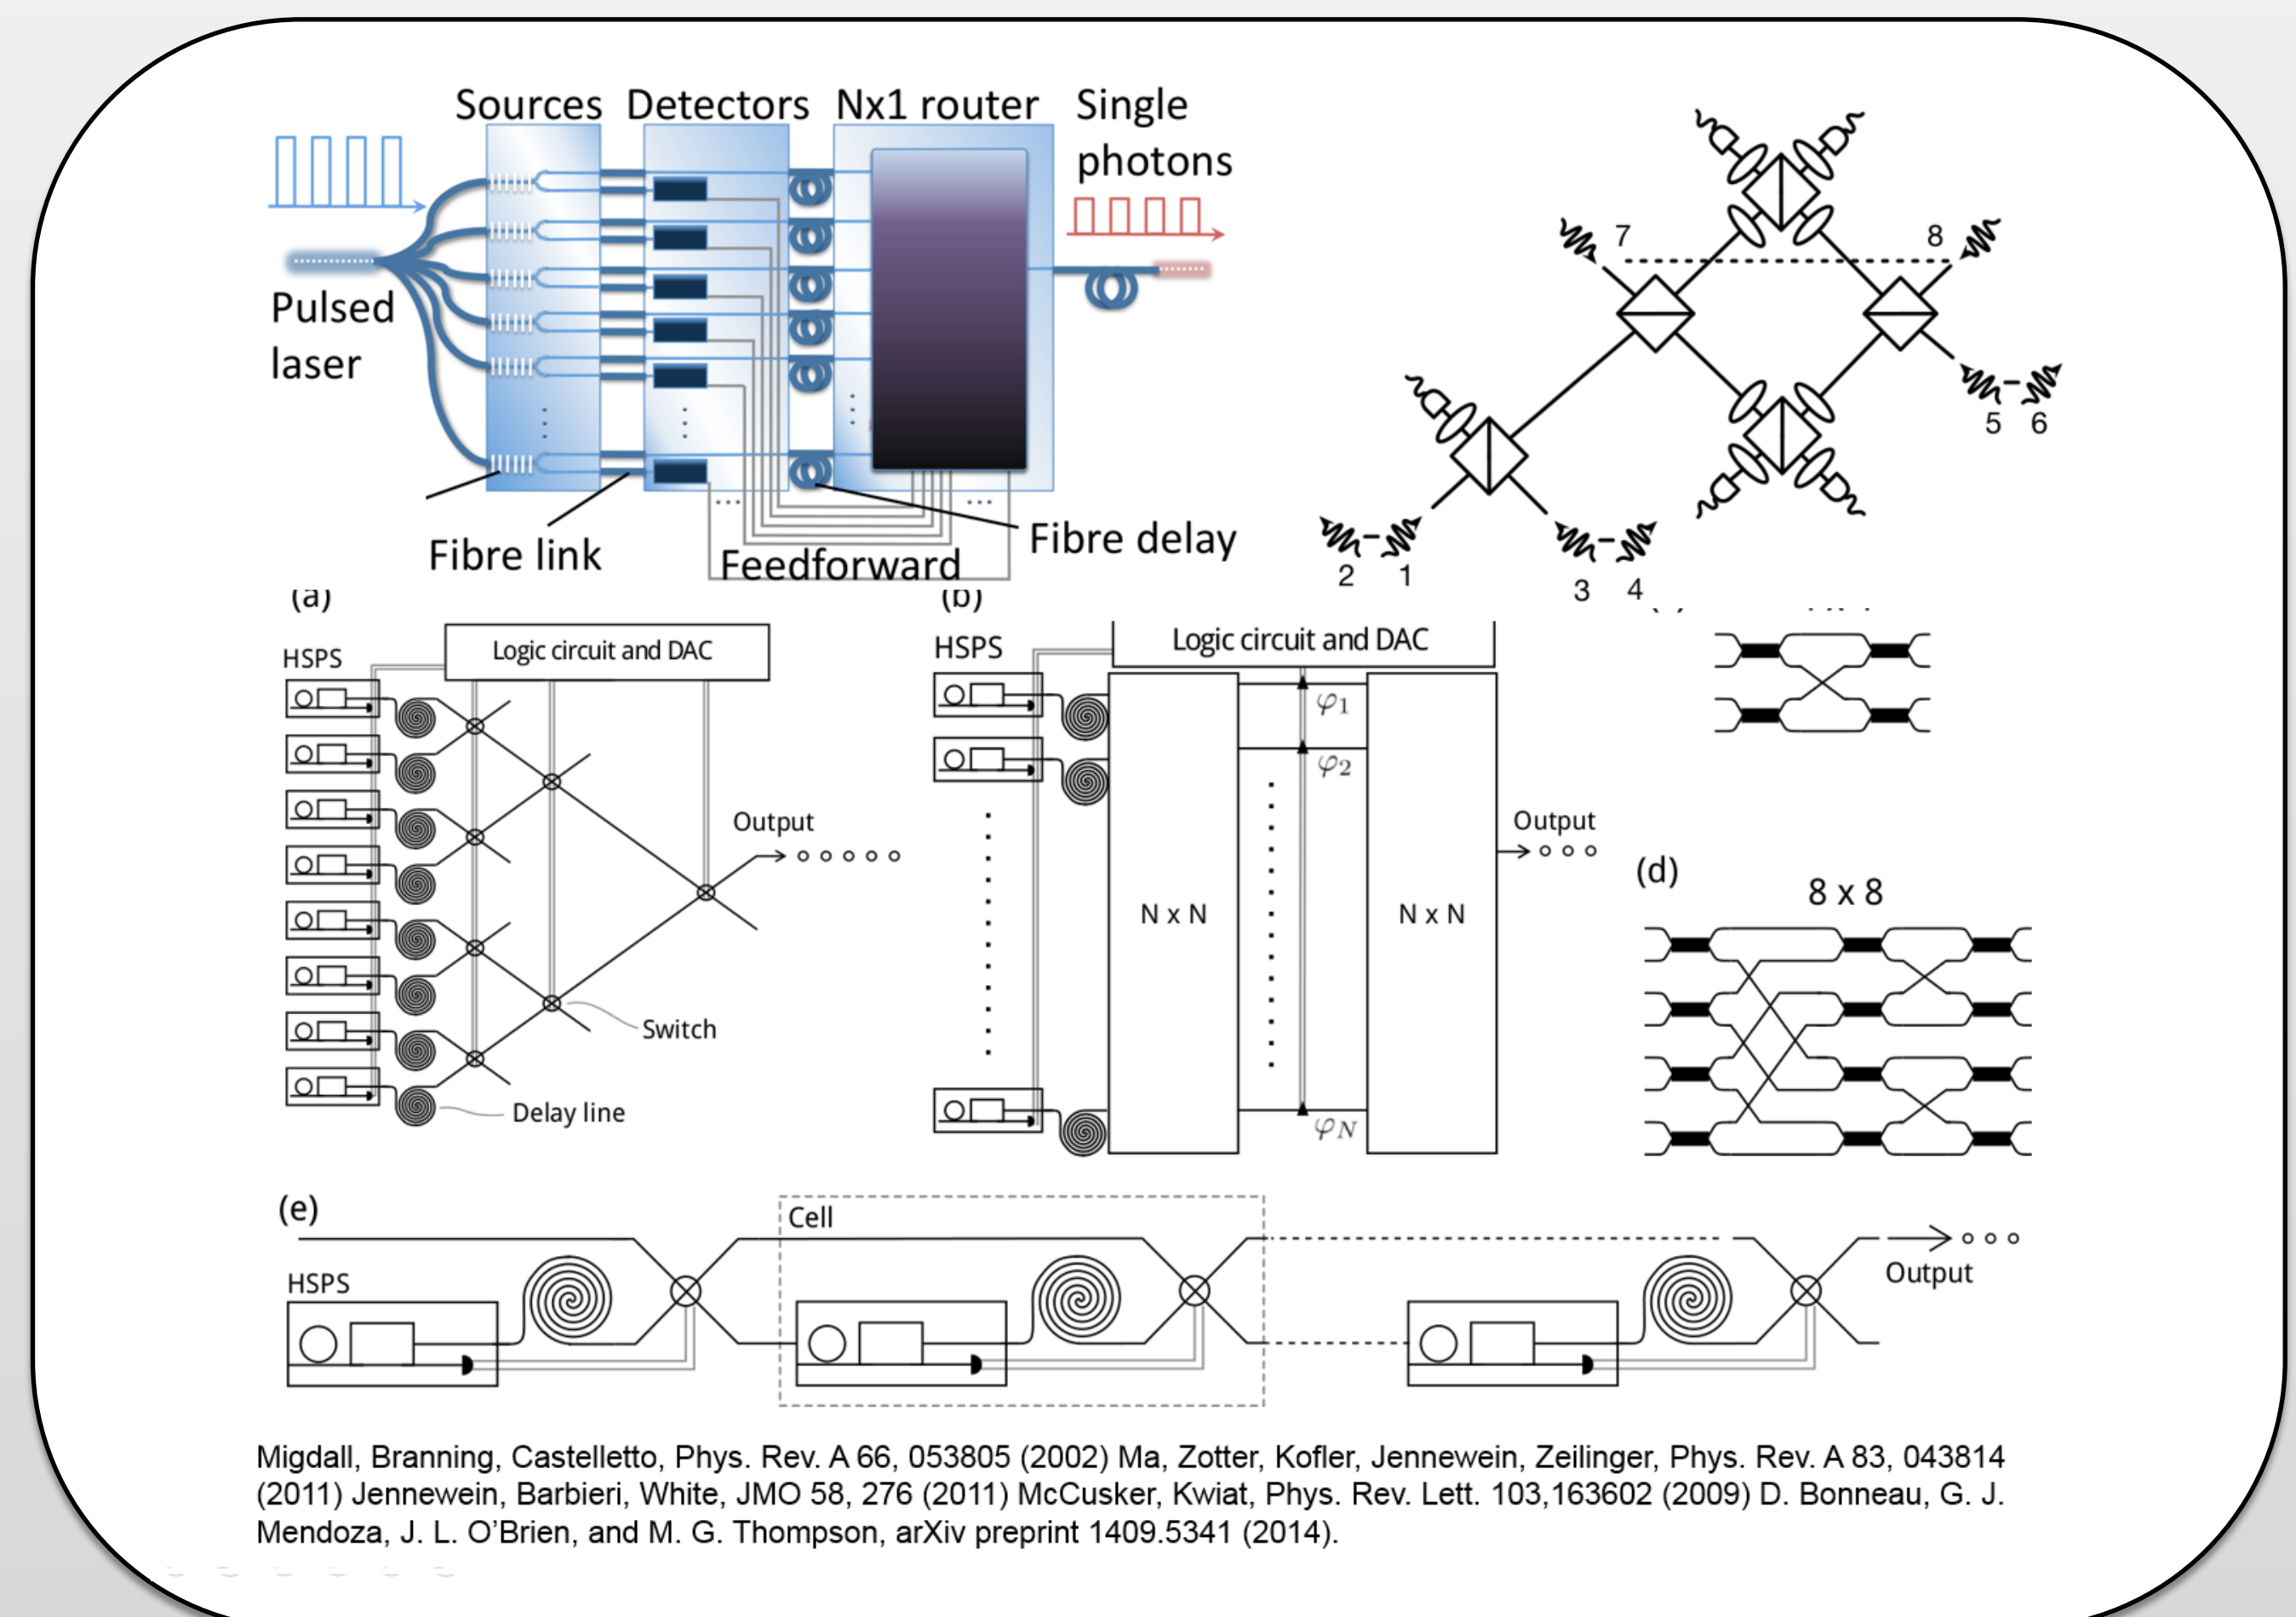 Sources Detectors Nx1 router Single
photons
Pulsed
laser
Fibre link
Feedforward
Fibre delay
7
8
5 6
2 1
3 4
(a)
HSPS
Logic circuit and DAC
Output
Switch
Delay line
(b)
HSPS
Logic circuit and DAC
φ1
φ2
φN
N x N
N x N
Output
(d)
8 x 8
(e)
Cell
HSPS
Output
Migdall, Branning, Castelletto, Phys. Rev. A 66, 053805 (2002) Ma, Zotter, Kofler, Jennewein, Zeilinger, Phys. Rev. A 83, 043814
(2011) Jennewein, Barbieri, White, JMO 58, 276 (2011) McCusker, Kwiat, Phys. Rev. Lett. 103,163602 (2009) D. Bonneau, G. J.
Mendoza, J. L. O’Brien, and M. G. Thompson, arXiv preprint 1409.5341 (2014).